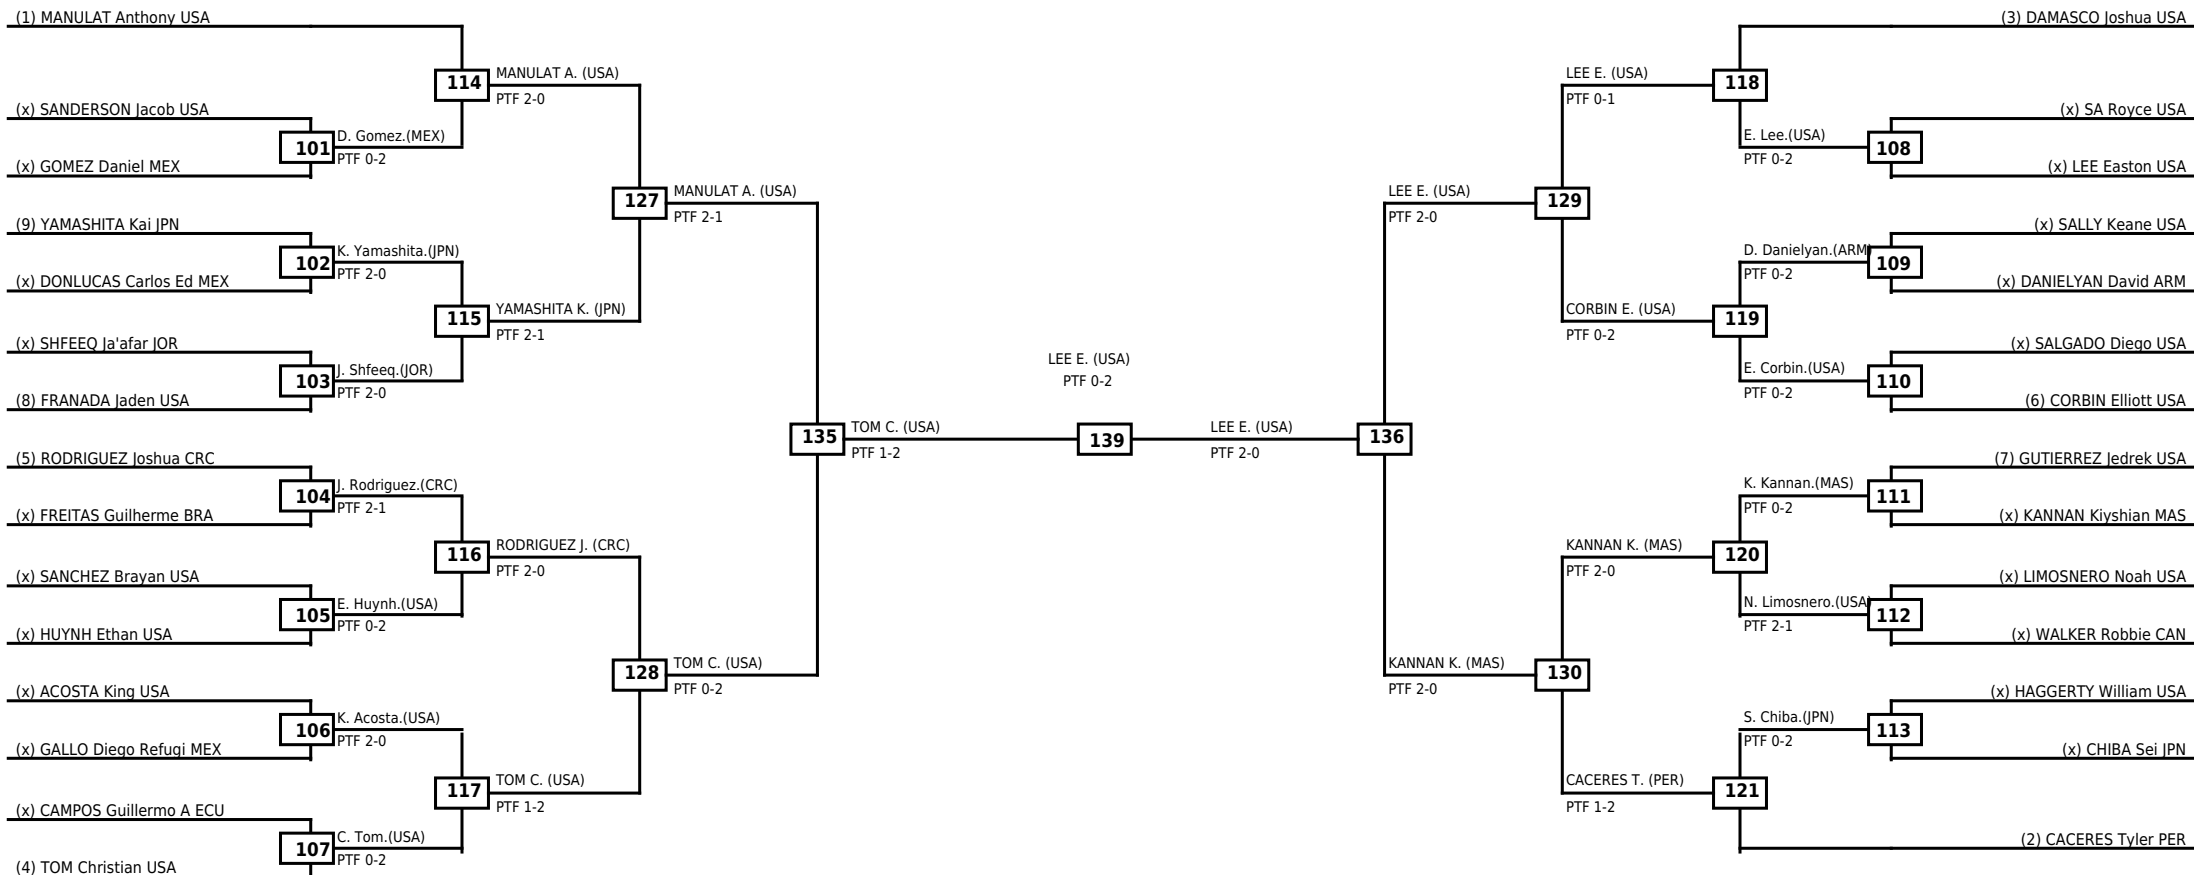 (1) MANULAT Anthony USA
(x) SANDERSON Jacob USA
(x) GOMEZ Daniel MEX
(9) YAMASHITA Kai JPN
(x) DONLUCAS Carlos Ed MEX
(x) SHFEEQ Ja'afar JOR
(8) FRANADA Jaden USA
(5) RODRIGUEZ Joshua CRC
(x) FREITAS Guilherme BRA
(x) SANCHEZ Brayan USA
(x) HUYNH Ethan USA
(x) ACOSTA King USA
(x) GALLO Diego Refugi MEX
(x) CAMPOS Guillermo A ECU
(4) TOM Christian USA
101
D. Gomez.(MEX)
PTF 0-2
102
K. Yamashita.(JPN)
PTF 2-0
103
J. Shfeeq.(JOR)
PTF 2-0
104
J. Rodriguez.(CRC)
PTF 2-1
105
E. Huynh.(USA)
PTF 0-2
106
K. Acosta.(USA)
PTF 2-0
107
C. Tom.(USA)
PTF 0-2
114
MANULAT A. (USA)
PTF 2-0
115
YAMASHITA K. (JPN)
PTF 2-1
116
RODRIGUEZ J. (CRC)
PTF 2-0
117
TOM C. (USA)
PTF 1-2
127
MANULAT A. (USA)
PTF 2-1
128
TOM C. (USA)
PTF 0-2
135
TOM C. (USA)
PTF 1-2
LEE E. (USA)
PTF 0-2
139
LEE E. (USA)
PTF 2-0
136
LEE E. (USA)
PTF 2-0
129
KANNAN K. (MAS)
PTF 2-0
130
LEE E. (USA)
PTF 0-1
118
CORBIN E. (USA)
PTF 0-2
119
KANNAN K. (MAS)
PTF 2-0
120
CACERES T. (PER)
PTF 1-2
121
E. Lee.(USA)
PTF 0-2
108
D. Danielyan.(ARM)
PTF 0-2
109
E. Corbin.(USA)
PTF 0-2
110
K. Kannan.(MAS)
PTF 0-2
111
N. Limosnero.(USA)
PTF 2-1
112
S. Chiba.(JPN)
PTF 0-2
113
(3) DAMASCO Joshua USA
(x) SA Royce USA
(x) LEE Easton USA
(x) SALLY Keane USA
(x) DANIELYAN David ARM
(x) SALGADO Diego USA
(6) CORBIN Elliott USA
(7) GUTIERREZ Jedrek USA
(x) KANNAN Kiyshian MAS
(x) LIMOSNERO Noah USA
(x) WALKER Robbie CAN
(x) HAGGERTY William USA
(x) CHIBA Sei JPN
(2) CACERES Tyler PER